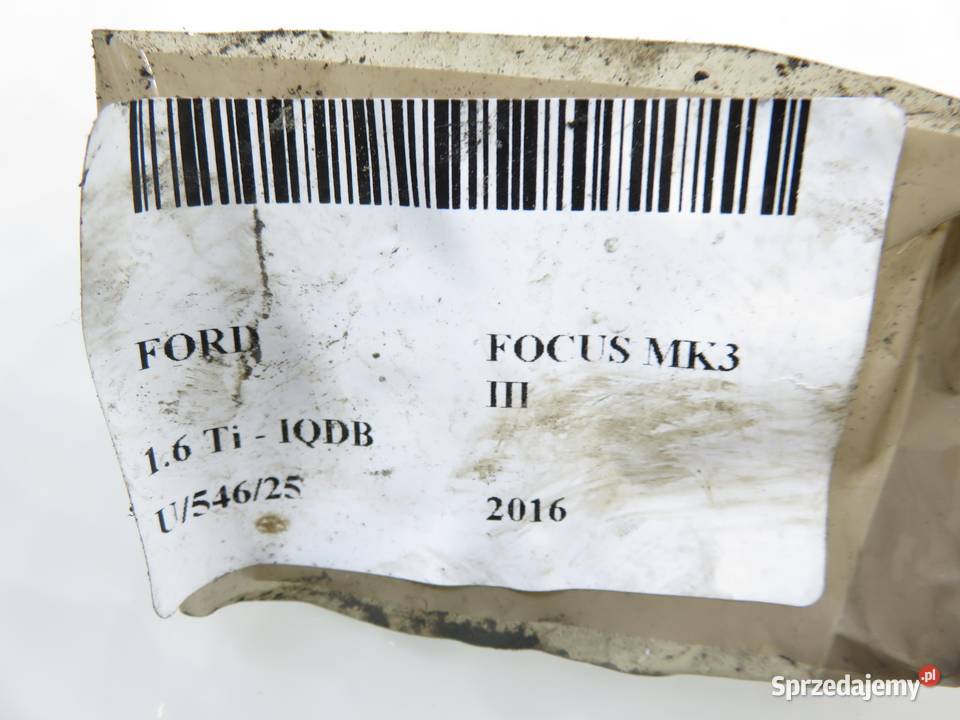 FORD
FOCUS MK3
III
1.6 Ti - IQDB
U/546/25
2016
Sprzedajemy.pl